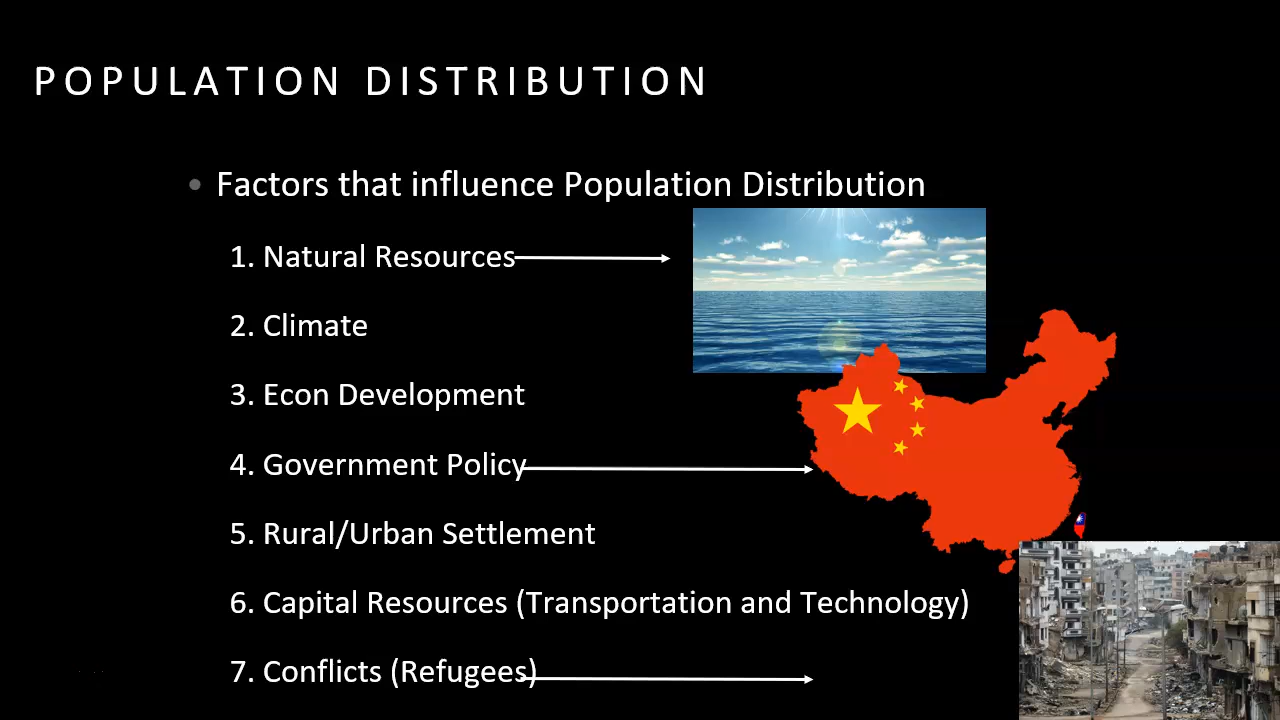 POPULATION DISTRIBUTION
• Factors that influence Population Distribution
1. Natural Resources
2. Climate
3. Econ Development
4. Government Policy
5. Rural/Urban Settlement
6. Capital Resources (Transportation and Technology)
7. Conflicts (Refugees)